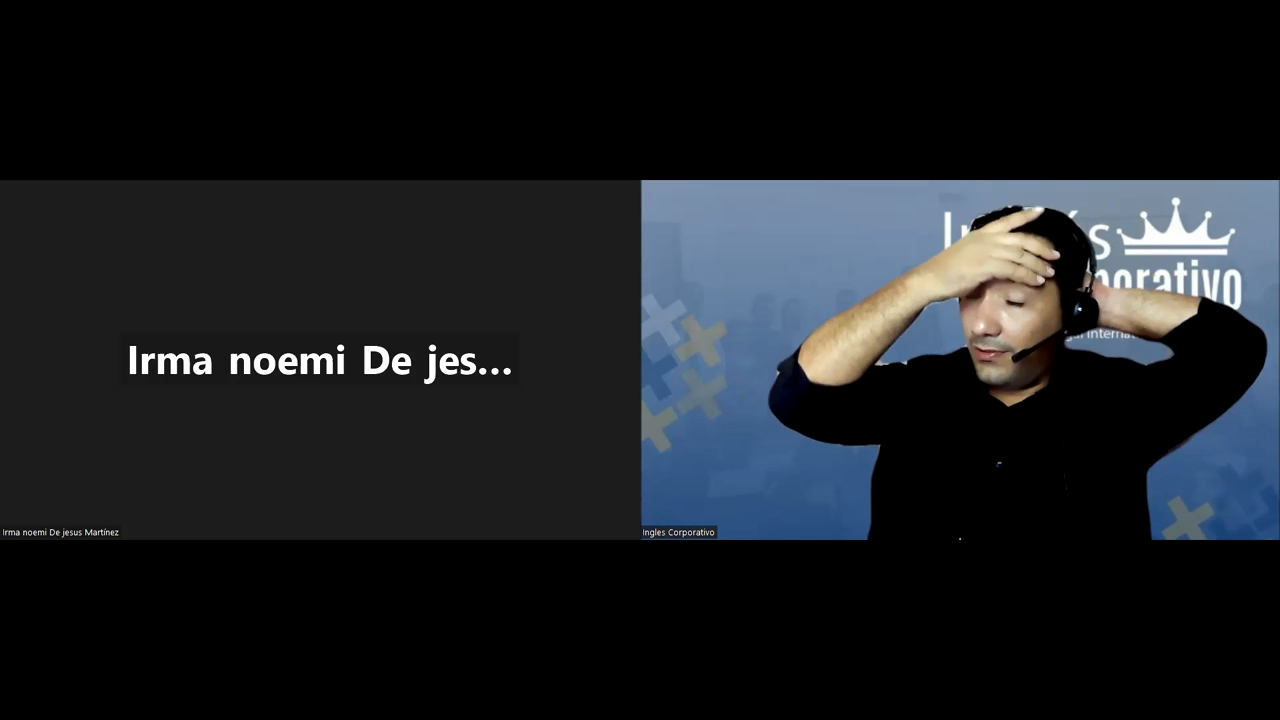 Irma noemi De jes...
Irma noemi De jesus Martínez
Ingles Corporativo